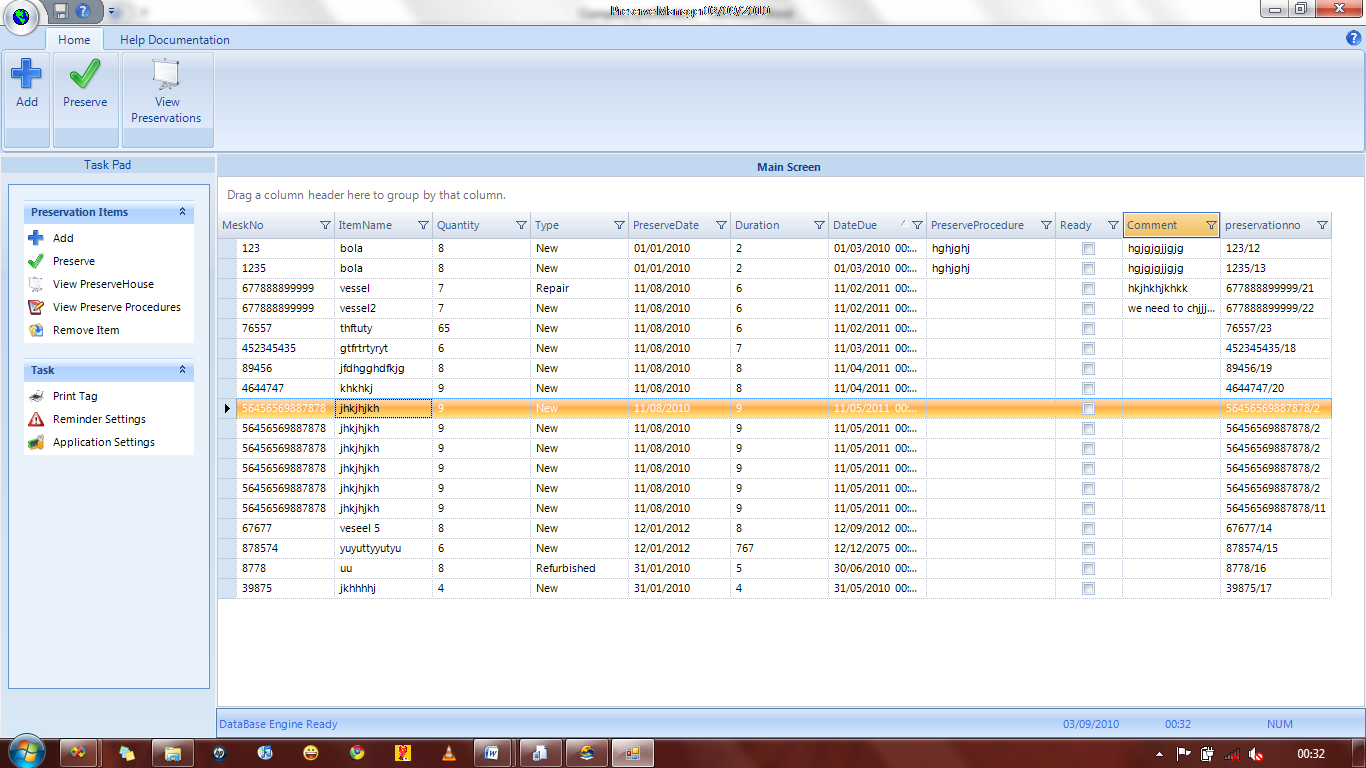 PreserveManager03/09/2010
Home Help Documentation
Add Preserve View Preservations
Task Pad Main Screen
Drag a column header here to group by that column.
Preservation Items
Add
Preserve
View PreserveHouse
View Preserve Procedures
Remove Item
Task
Print Tag
Reminder Settings
Application Settings
MeskNo ItemName Quantity Type PreserveDate Duration DateDue PreserveProcedure Ready Comment preservationno
123 bola 8 New 01/01/2010 2 01/03/2010 00:... hghjghj hgjgjgjjgjg 123/12
1235 bola 8 New 01/01/2010 2 01/03/2010 00:... hghjghj hgjgjgjjgjg 1235/13
677888899999 vessel 7 Repair 11/08/2010 6 11/02/2011 00:... hkjhkhjkhkk 677888899999/21
677888899999 vessel2 7 New 11/08/2010 6 11/02/2011 00:... we need to chjjj... 677888899999/22
76557 thftuty 65 New 11/08/2010 6 11/02/2011 00:... 76557/23
452345435 gtfrtrtyryt 6 New 11/08/2010 7 11/03/2011 00:... 452345435/18
89456 jfdhgghdfkjg 8 New 11/08/2010 8 11/04/2011 00:... 89456/19
4644747 khkhkj 9 New 11/08/2010 8 11/04/2011 00:... 4644747/20
56456569887878 jhkjhjkh 9 New 11/08/2010 9 11/05/2011 00:... 56456569887878/2
56456569887878 jhkjhjkh 9 New 11/08/2010 9 11/05/2011 00:... 56456569887878/2
56456569887878 jhkjhjkh 9 New 11/08/2010 9 11/05/2011 00:... 56456569887878/2
56456569887878 jhkjhjkh 9 New 11/08/2010 9 11/05/2011 00:... 56456569887878/2
56456569887878 jhkjhjkh 9 New 11/08/2010 9 11/05/2011 00:... 56456569887878/2
56456569887878 jhkjhjkh 9 New 11/08/2010 9 11/05/2011 00:... 56456569887878/11
67677 veseel 5 8 New 12/01/2012 8 12/09/2012 00:... 67677/14
878574 yuyuttyyutyu 6 New 12/01/2012 767 12/12/2075 00:... 878574/15
8778 uu 8 Refurbished 31/01/2010 5 30/06/2010 00:... 8778/16
39875 jkhhhhj 4 New 31/01/2010 4 31/05/2010 00:... 39875/17
DataBase Engine Ready 03/09/2010 00:32 NUM
00:32